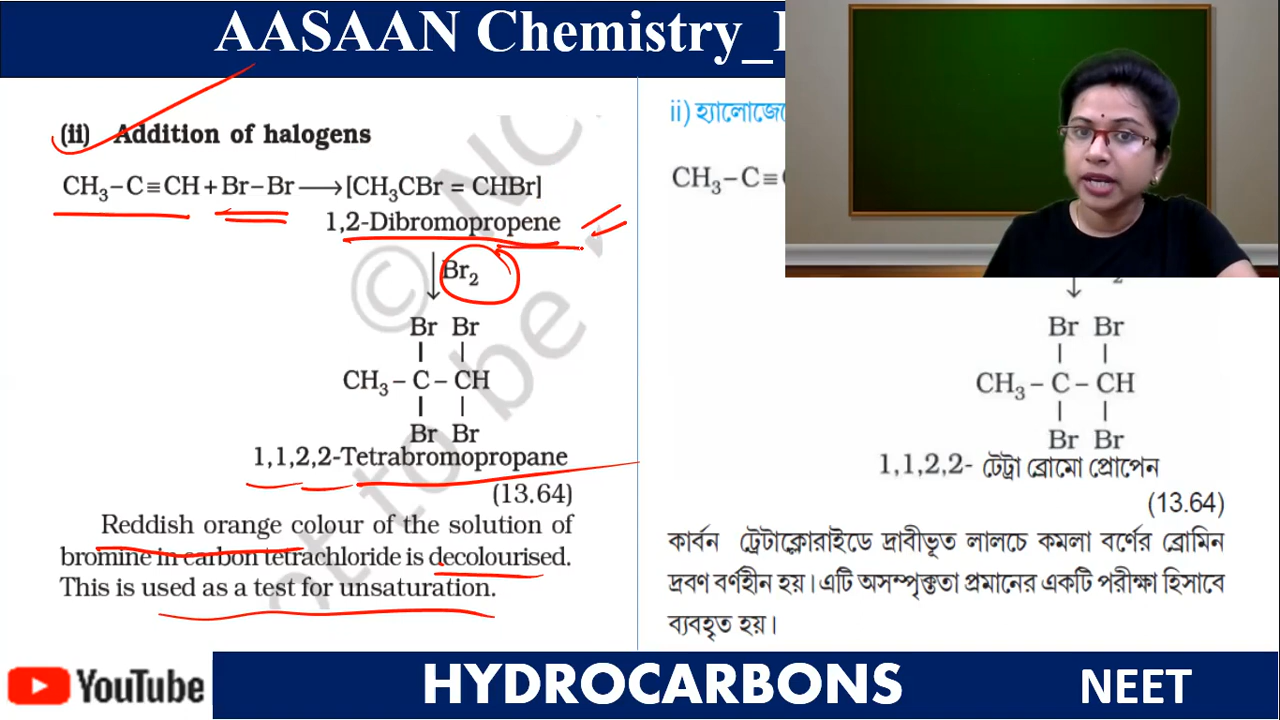 AASAAN Chemistry_
(ii) Addition of halogens
CH₃–C≡CH+Br–Br⟶[CH₃CBr = CHBr]
1,2-Dibromopropene
↓Br₂
Br Br
| |
CH₃ – C – CH
| |
Br Br
1,1,2,2-Tetrabromopropane
(13.64)
Reddish orange colour of the solution of
bromine in carbon tetrachloride is decolourised.
This is used as a test for unsaturation.
ii)
CH₃–C≡
↓ ₂
Br Br
| |
CH₃ – C – CH
| |
Br Br
1,1,2,2- টেট্রা ব্রোমো প্রোপেন
(13.64)
কার্বন ট্রেটাক্লোরাইডে দ্রাবীভূত লালচে কমলা বর্ণের ব্রোমিন
দ্রবণ বর্ণহীন হয়। এটি অসম্পৃক্ততা প্রমানের একটি পরীক্ষা হিসাবে
ব্যবহৃত হয়।
YouTube HYDROCARBONS NEET